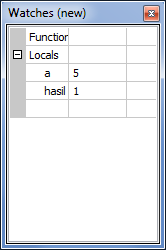 Watches (new)
Function
Locals
a 5
hasil 1